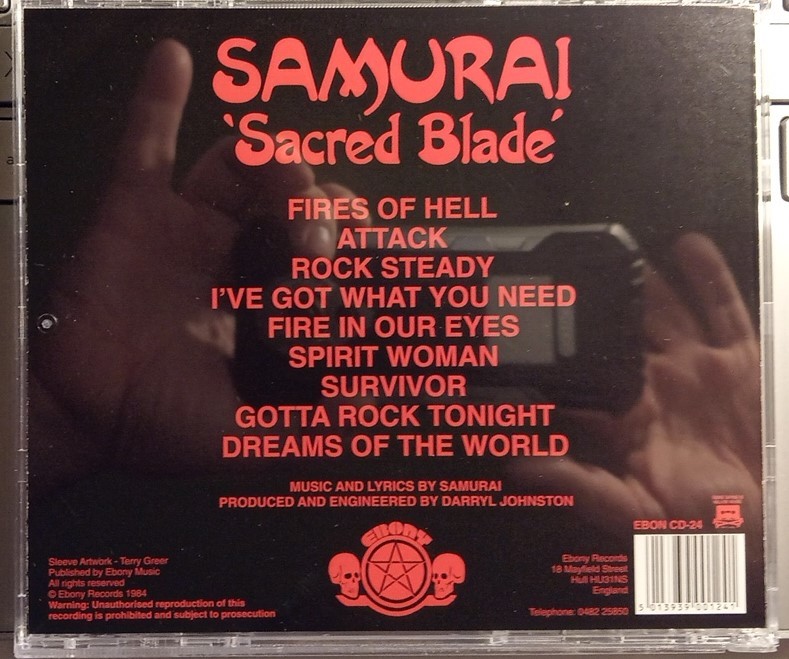 SAMURAI
'Sacred Blade'
FIRES OF HELL
ATTACK
ROCK STEADY
I'VE GOT WHAT YOU NEED
FIRE IN OUR EYES
SPIRIT WOMAN
SURVIVOR
GOTTA ROCK TONIGHT
DREAMS OF THE WORLD
MUSIC AND LYRICS BY SAMURAI
PRODUCED AND ENGINEERED BY DARRYL JOHNSTON
EBONY
Sleeve Artwork - Terry Greer
Published by Ebony Music
All rights reserved
© Ebony Records 1984
Warning: Unauthorised reproduction of this
recording is prohibited and subject to prosecution
EBON CD-24
Ebony Records
18 Mayfield Street
Hull HU31NS
England
Telephone: 0482 25850
5 013939 001241